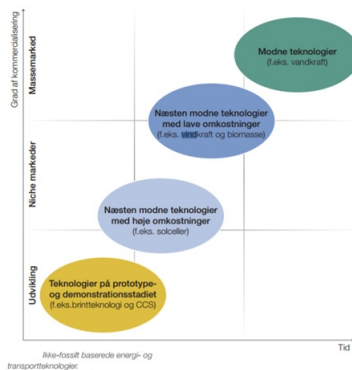 Grad af kommercialisering
Massemarked
Niche markeder
Udvikling
Modne teknologier
(f.eks. vandkraft)
Næsten modne teknologier
med lave omkostninger
(f.eks. vindkraft og biomasse)
Næsten modne teknologier
med høje omkostninger
(f.eks. solceller)
Teknologier på prototype-
og demonstrationsstadiet
(f.eks.brintteknologi og CCS)
Tid
Ikke-fossilt baserede energi- og
transportteknologier.